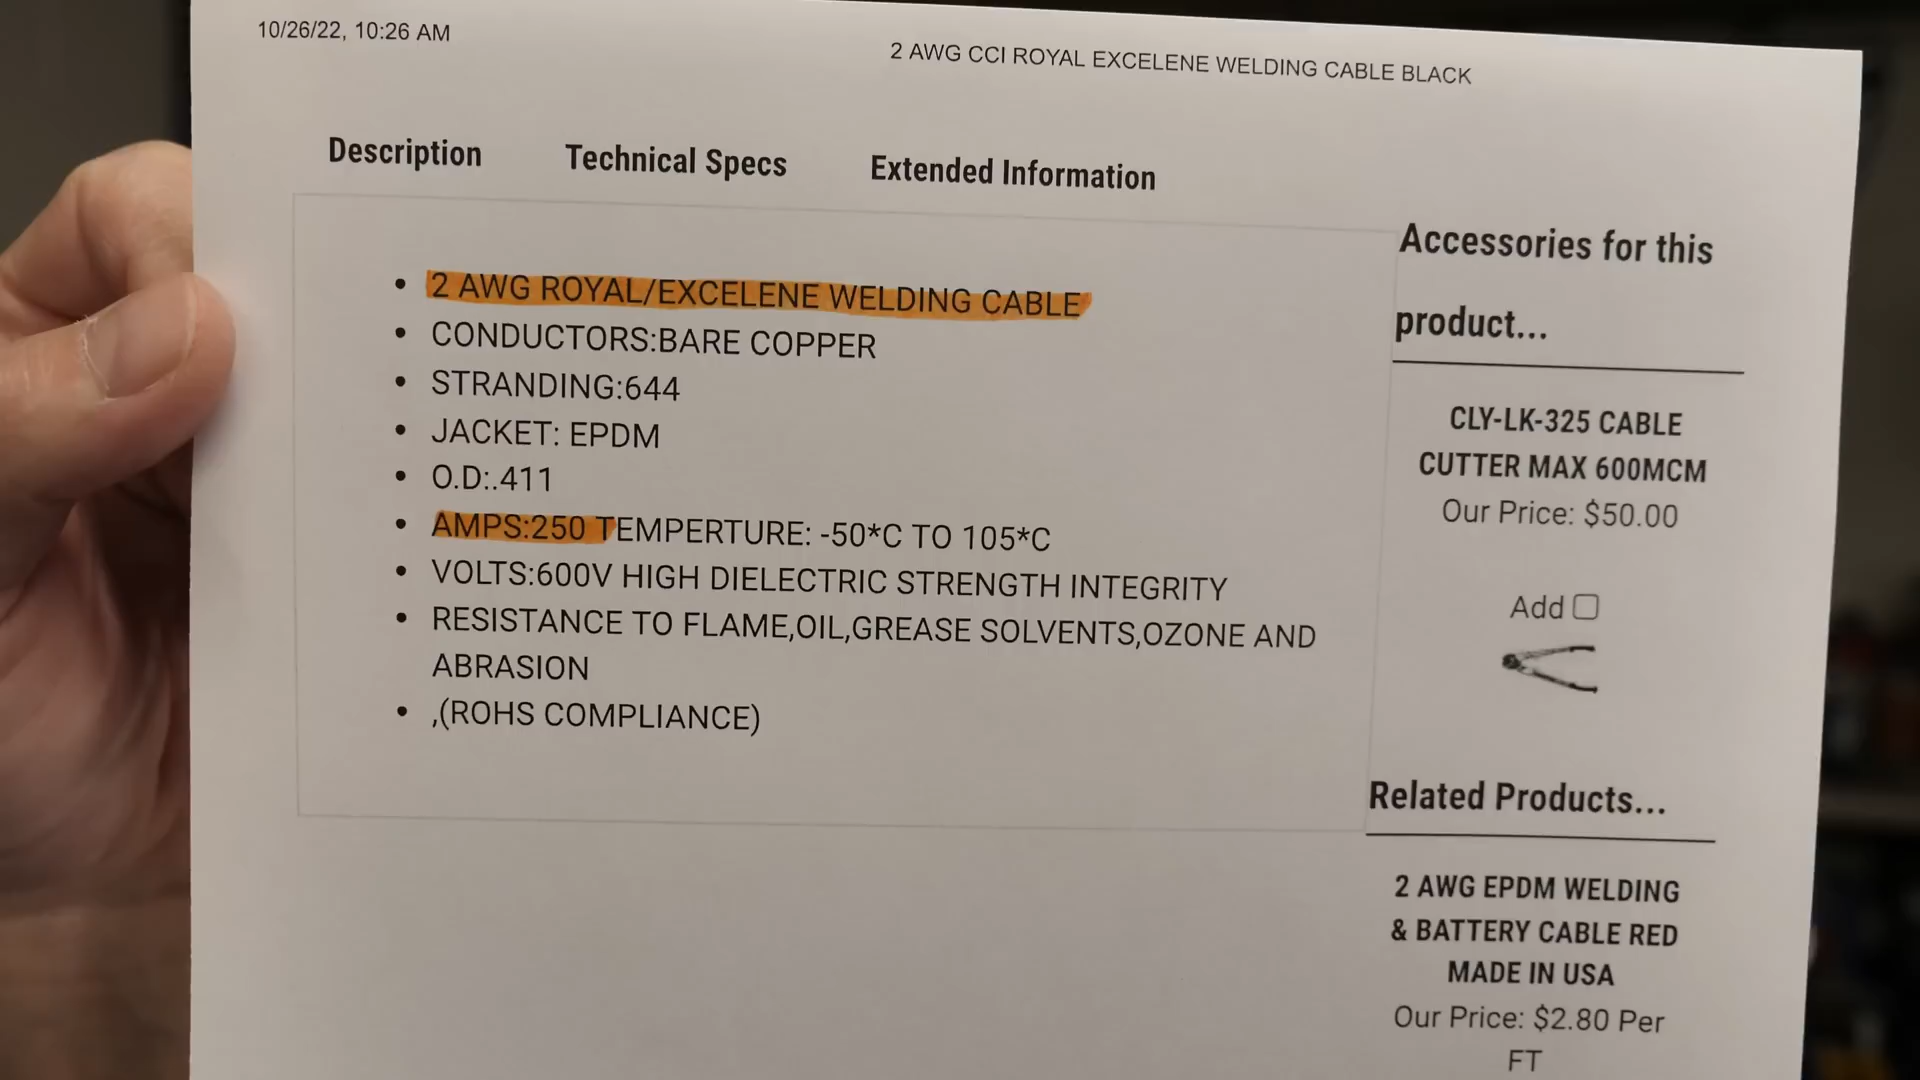 10/26/22, 10:26 AM
2 AWG CCI ROYAL EXCELENE WELDING CABLE BLACK
Description
Technical Specs
Extended Information
• 2 AWG ROYAL/EXCELENE WELDING CABLE
• CONDUCTORS:BARE COPPER
• STRANDING:644
• JACKET: EPDM
• O.D:.411
• AMPS:250 TEMPERTURE: -50*C TO 105*C
• VOLTS:600V HIGH DIELECTRIC STRENGTH INTEGRITY
• RESISTANCE TO FLAME,OIL,GREASE SOLVENTS,OZONE AND
ABRASION
• ,(ROHS COMPLIANCE)
Accessories for this
product...
CLY-LK-325 CABLE
CUTTER MAX 600MCM
Our Price: $50.00
Add
Related Products...
2 AWG EPDM WELDING
& BATTERY CABLE RED
MADE IN USA
Our Price: $2.80 Per
FT